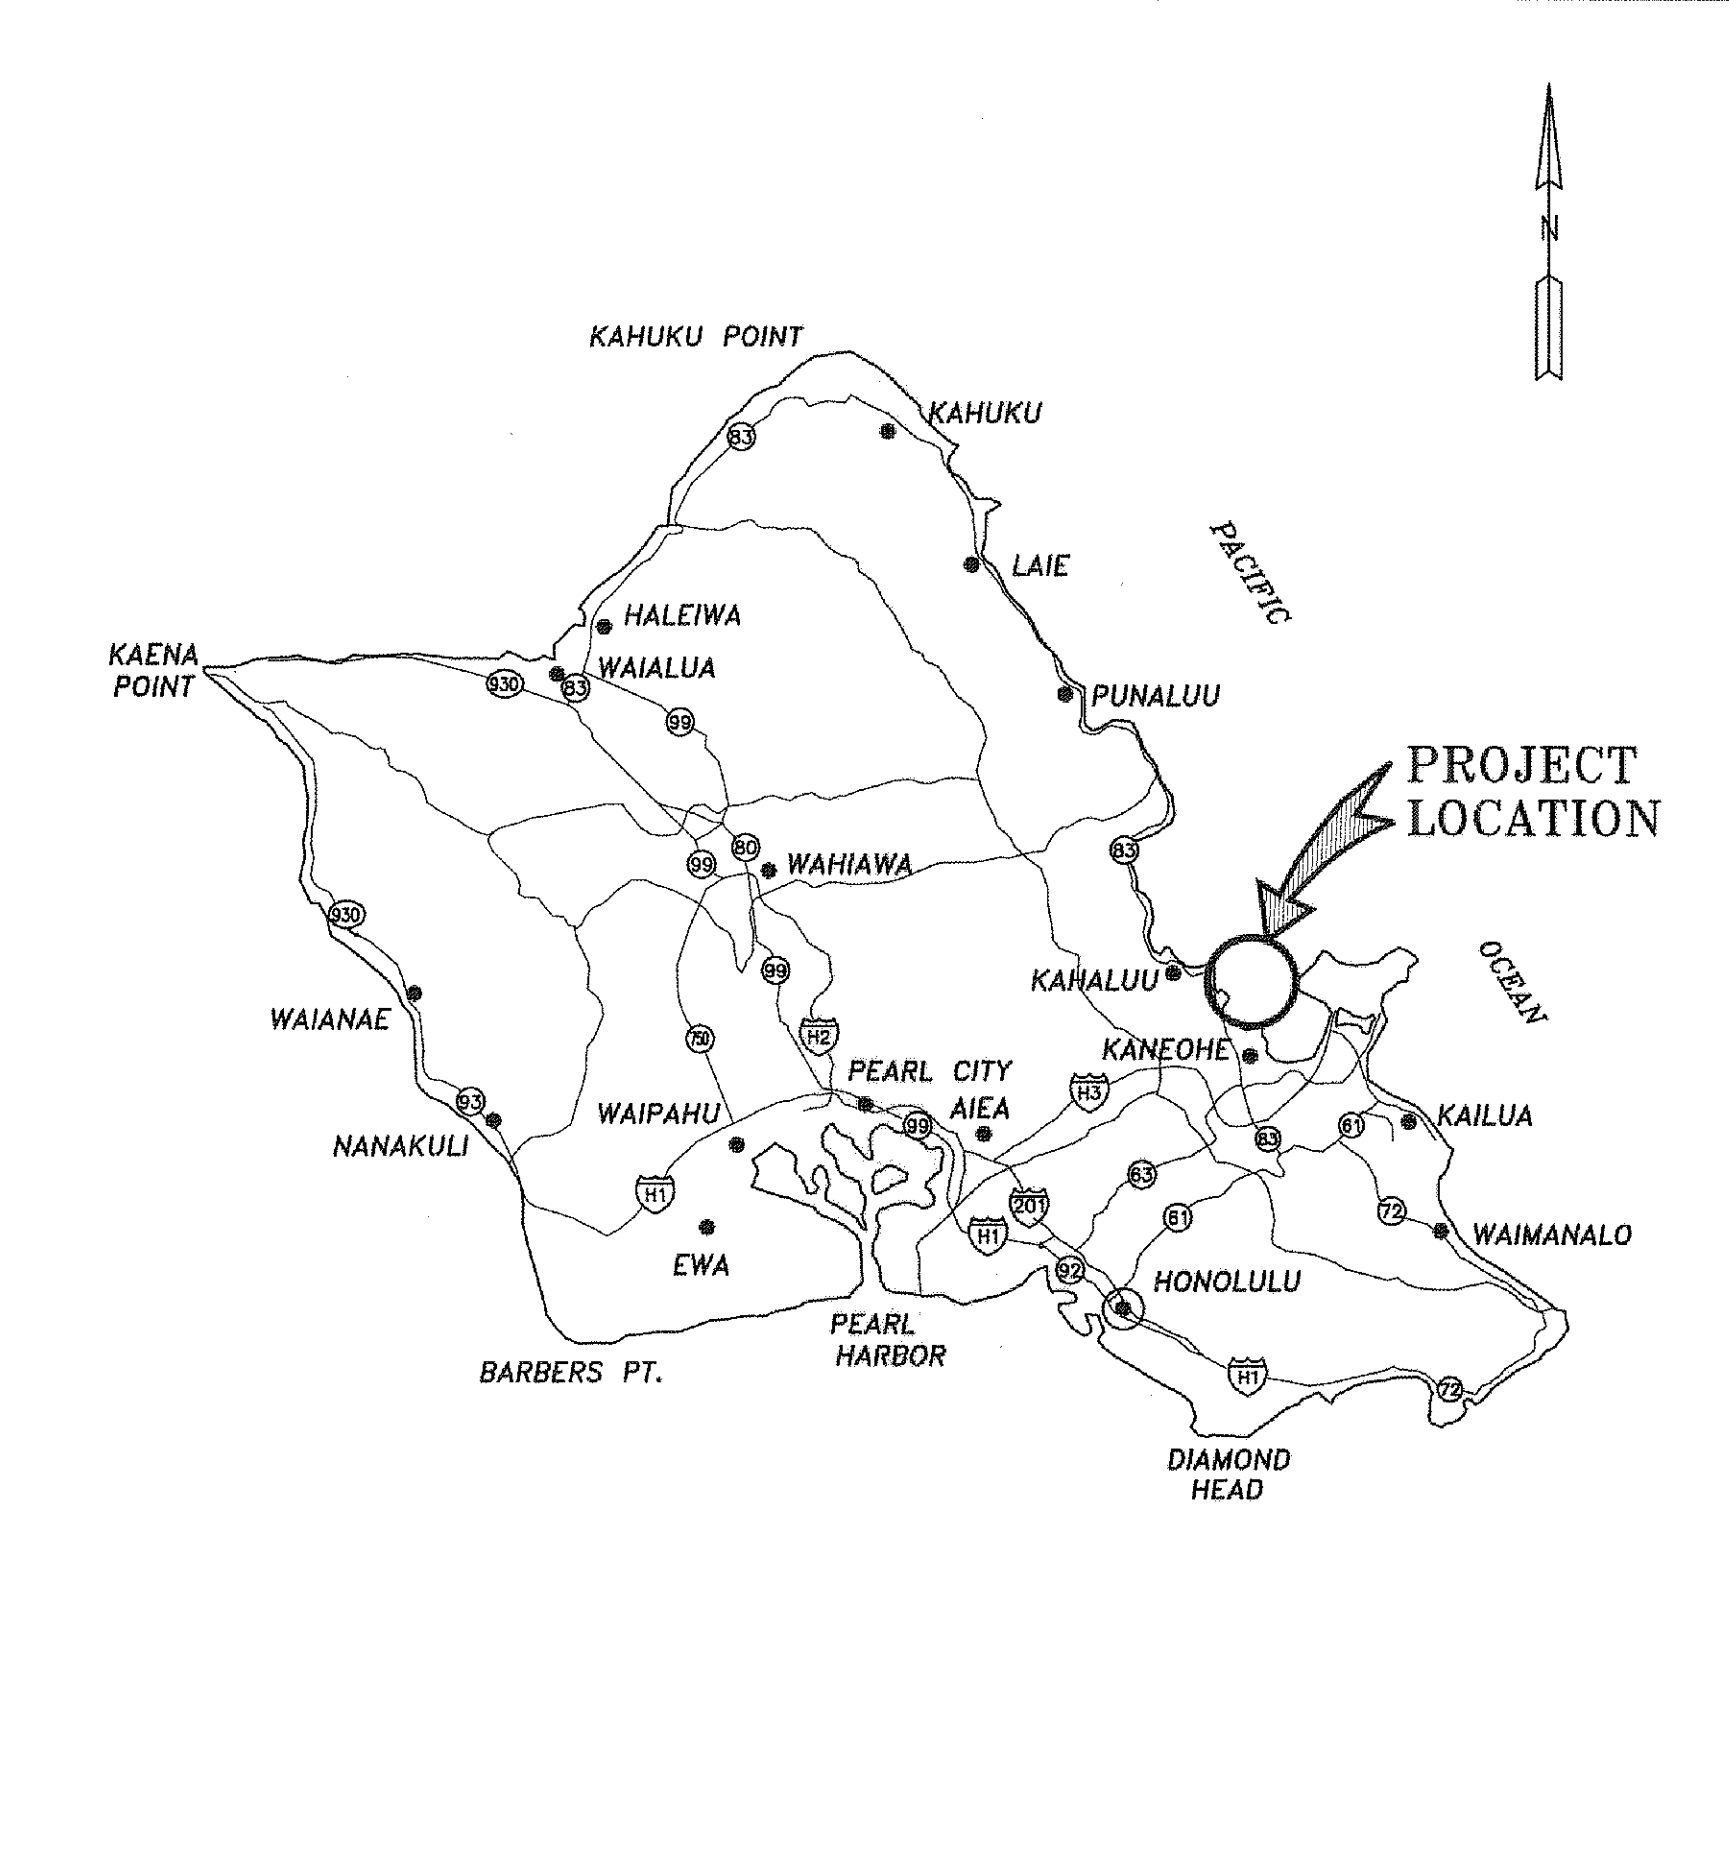 N
KAHUKU POINT
KAHUKU
83
PACIFIC
LAIE
HALEIWA
KAENA
POINT
WAIALUA
930
83
99
PUNALUU
PROJECT
LOCATION
80
99
WAHIAWA
83
930
99
KAHALUU
OCEAN
WAIANAE
750
H2
KANEOHE
PEARL CITY
H3
93
WAIPAHU
AIEA
99
KAILUA
61
83
NANAKULI
63
H1
201
61
72
WAIMANALO
H1
EWA
92
HONOLULU
PEARL
HARBOR
BARBERS PT.
H1
72
DIAMOND
HEAD